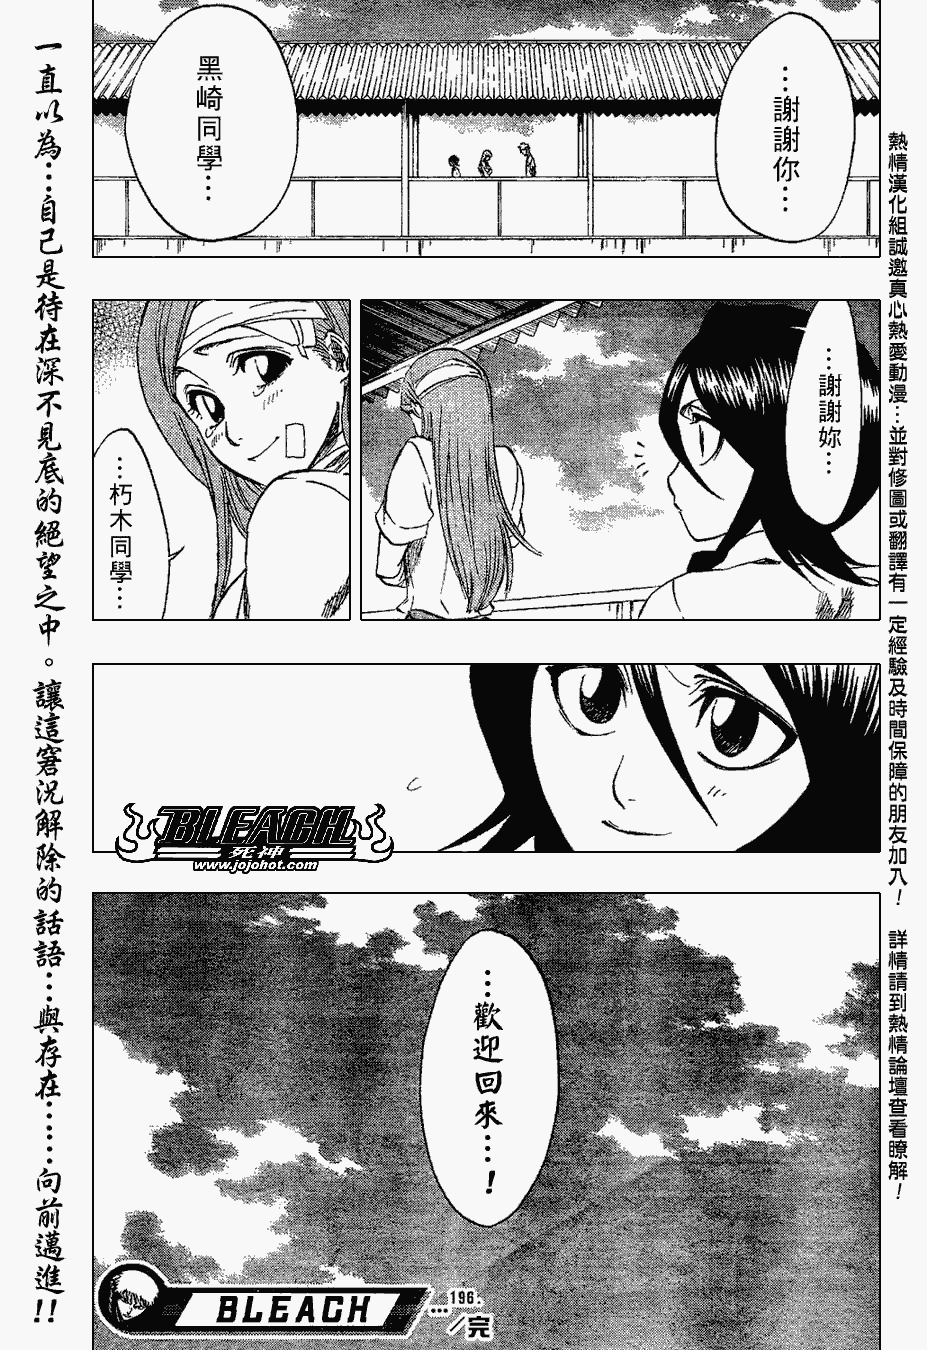 熱情漢化組誠邀真心熱愛動漫…並對修圖或翻譯有一定經驗及時間保障的朋友加入！ 詳情請到熱情論壇查看瞭解！
…謝謝你…
黑崎同學…
…謝謝妳…
…朽木同學…
BLEACH
死神
www.jojohot.com
…歡迎回來…！
BLEACH
…196.
／完
一直以為…自己是待在深不見底的絕望之中。讓這窘況解除的話語…與存在……向前邁進!!